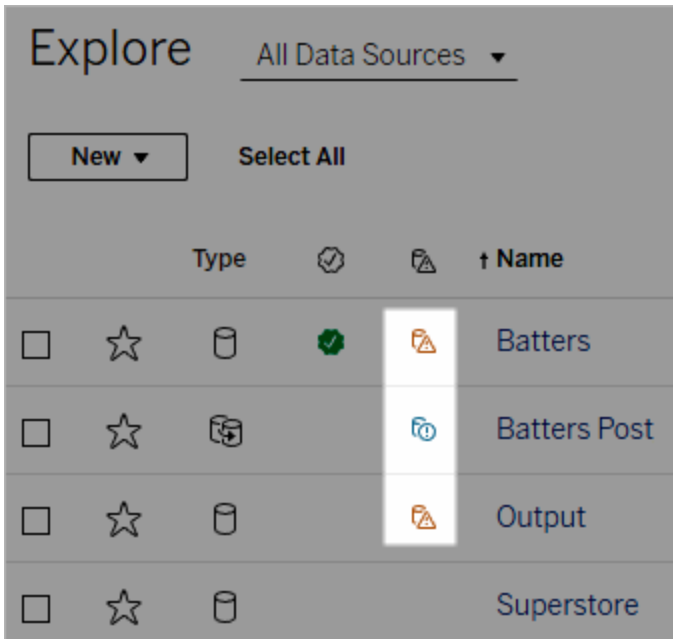 Explore All Data Sources
New Select All
Type Name
Batters
Batters Post
Output
Superstore